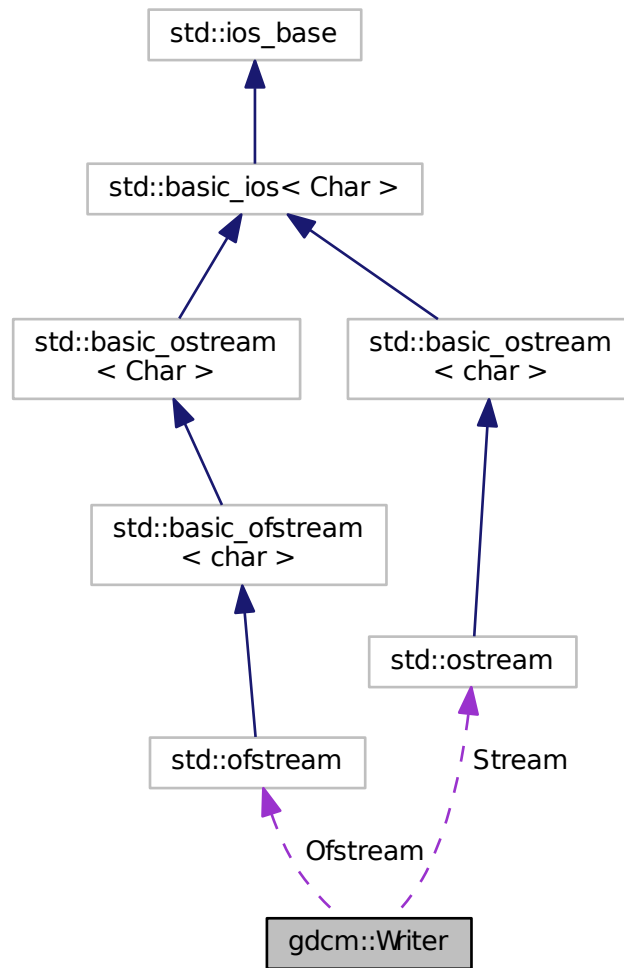 std::ios_base
std::basic_ios< Char >
std::basic_ostream
< Char >
std::basic_ostream
< char >
std::basic_ofstream
< char >
std::ostream
std::ofstream
Stream
Ofstream
gdcm::Writer